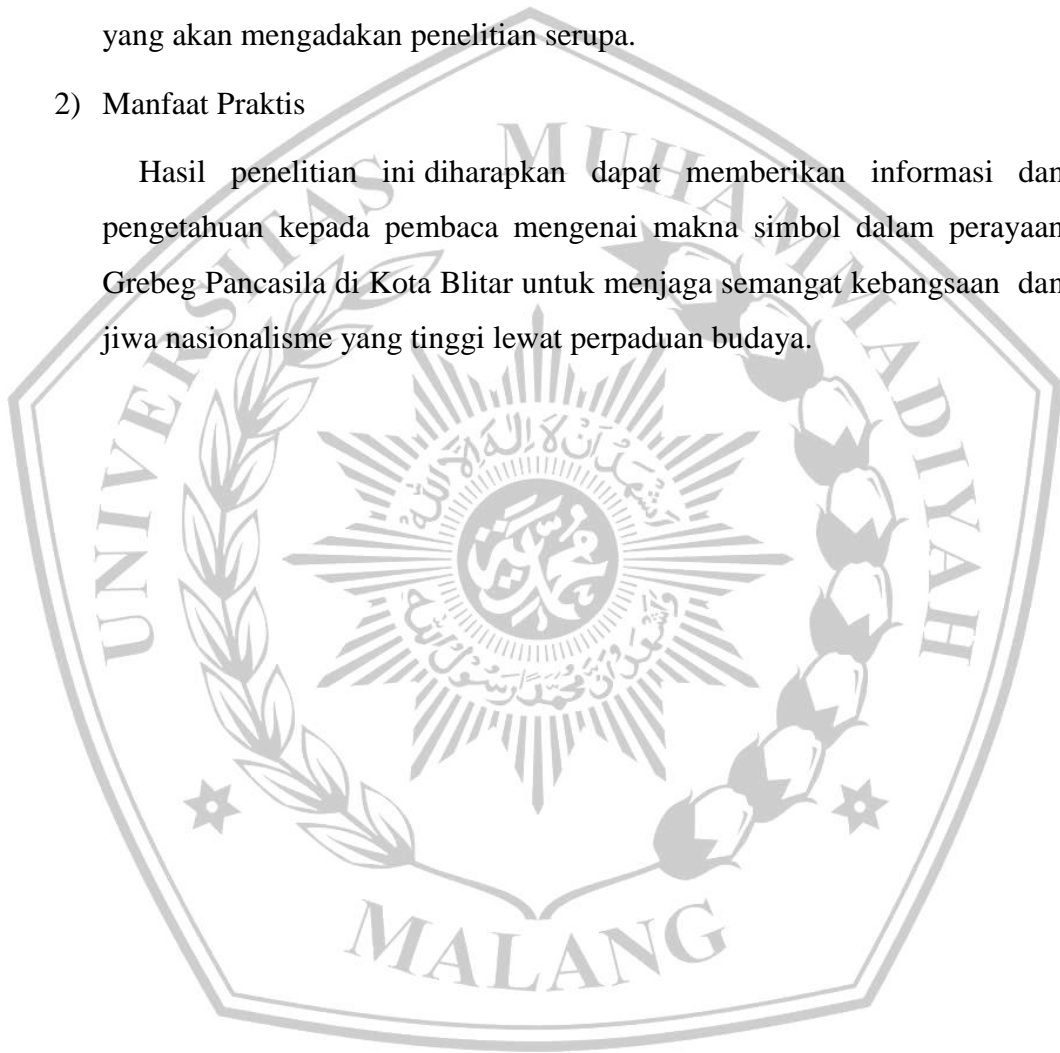 yang akan mengadakan penelitian serupa.
2) Manfaat Praktis
Hasil penelitian ini diharapkan dapat memberikan informasi dan
pengetahuan kepada pembaca mengenai makna simbol dalam perayaan
Grebeg Pancasila di Kota Blitar untuk menjaga semangat kebangsaan dan
jiwa nasionalisme yang tinggi lewat perpaduan budaya.
UNIVERSITAS MUHAMMADIYAH
MALANG